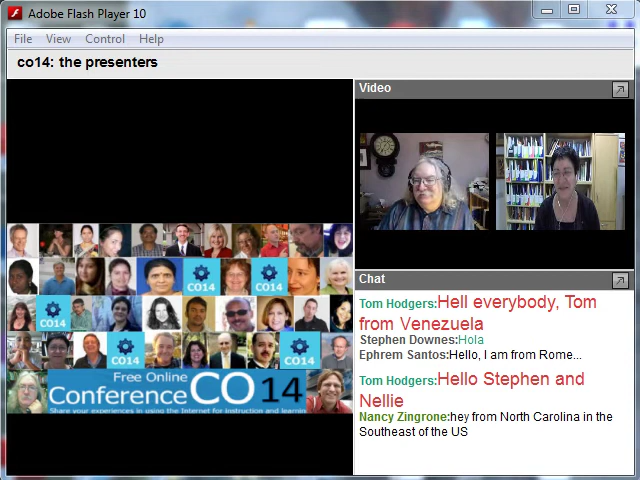 Adobe Flash Player 10
File View Control Help
co14: the presenters
Video
CO14
CO14
CO14
CO14
CO14
Free Online
Conference CO 14
Share your experiences in using the Internet for instruction and learnin
Chat
Tom Hodgers:Hell everybody, Tom
from Venezuela
Stephen Downes:Hola
Ephrem Santos:Hello, I am from Rome...
Tom Hodgers:Hello Stephen and
Nellie
Nancy Zingrone:hey from North Carolina in the
Southeast of the US